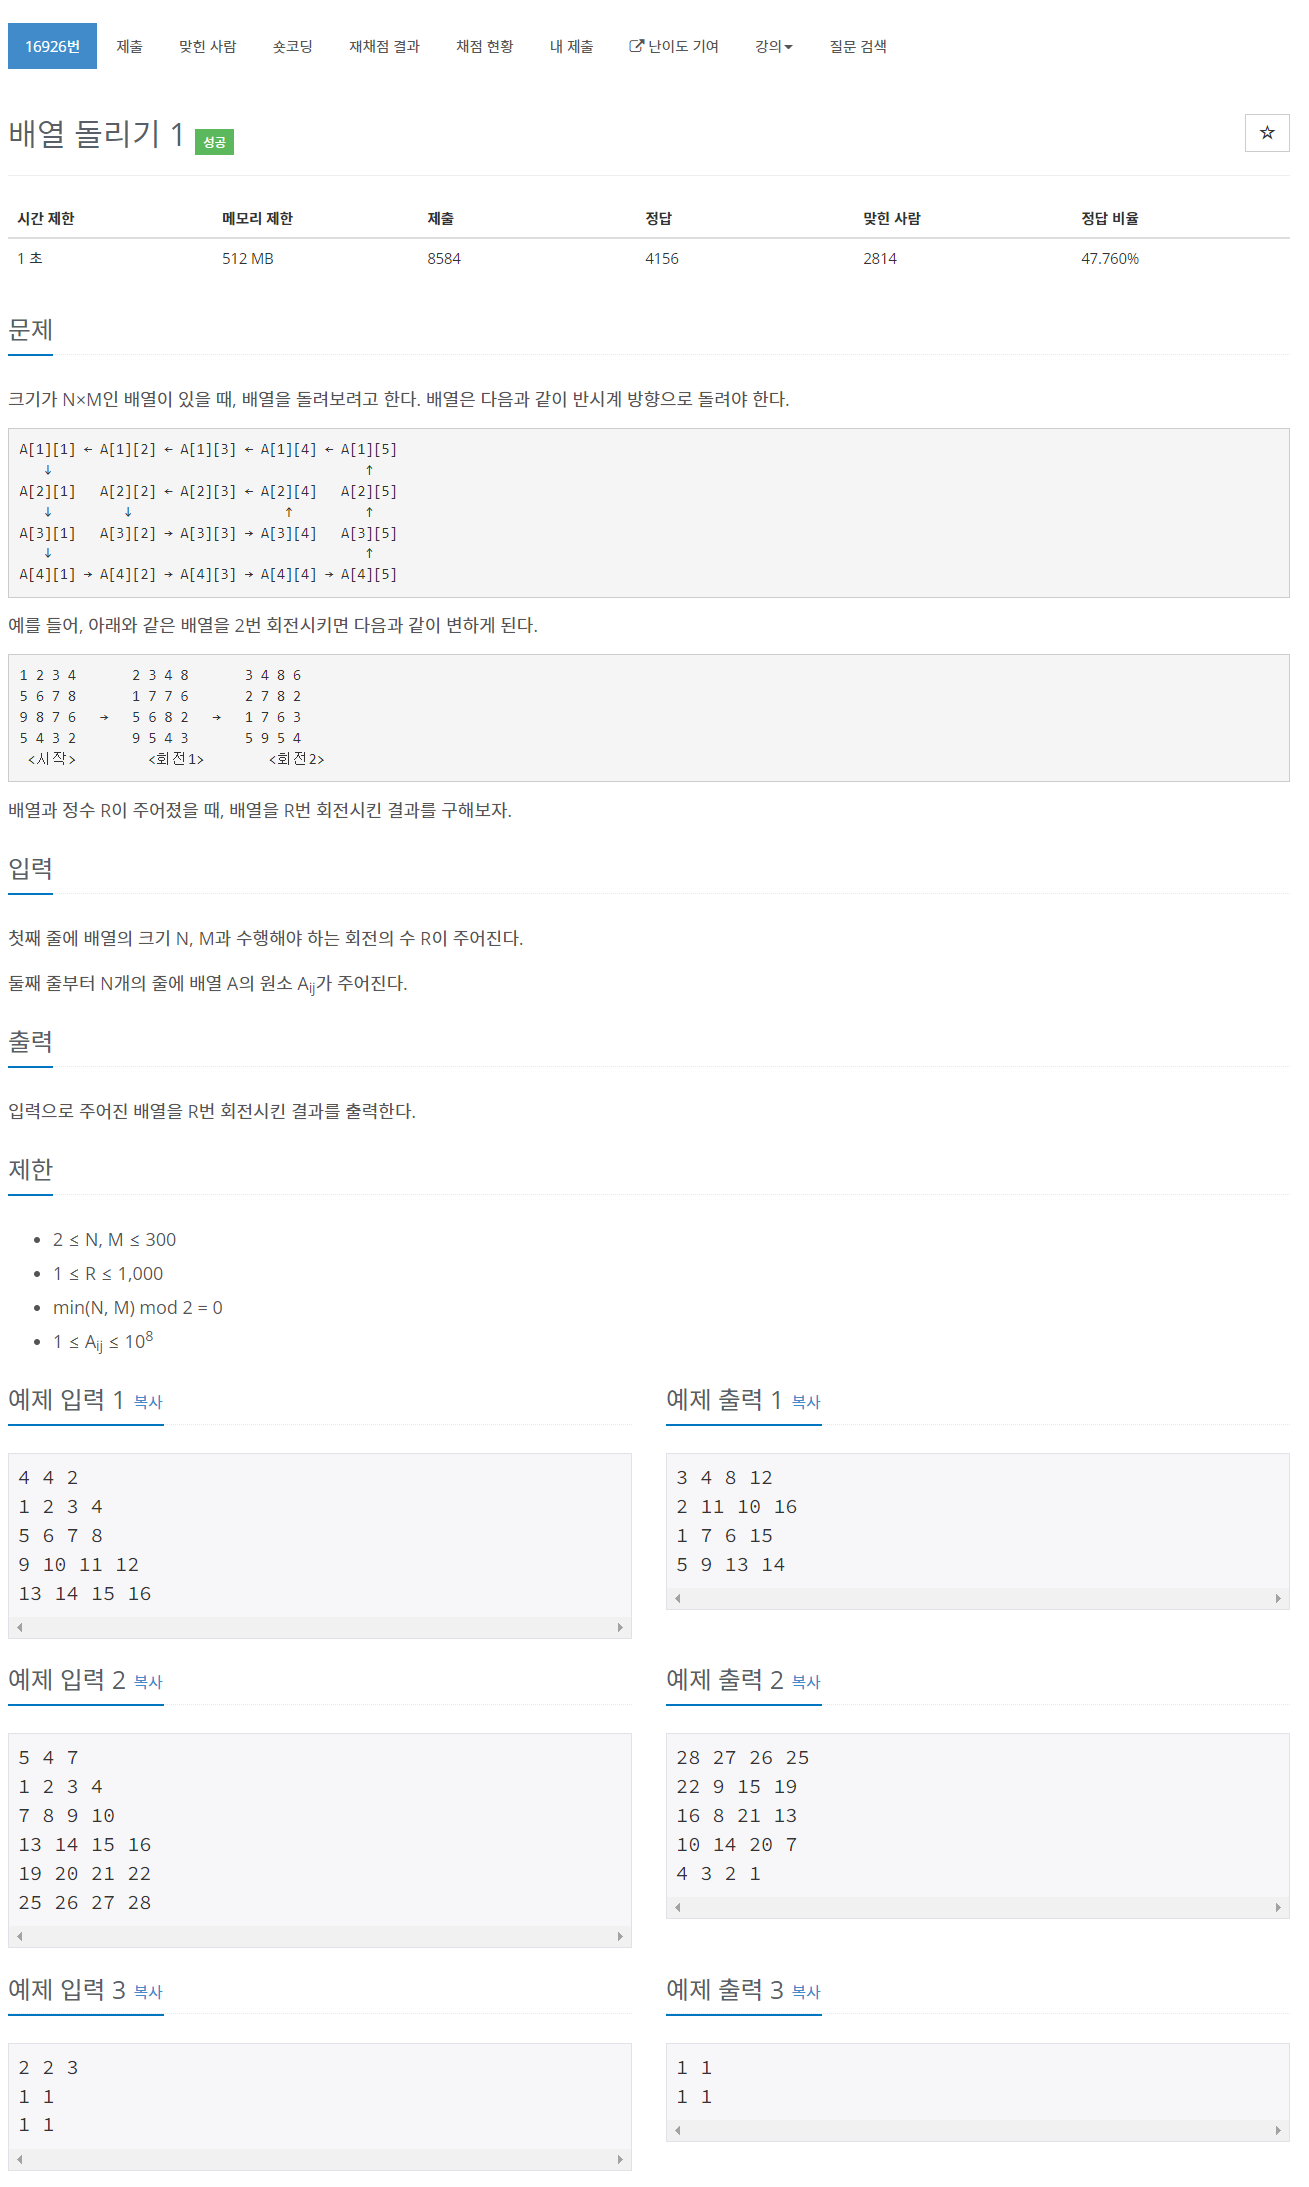 16926번 제출 맞힌 사람 숏코딩 재채점 결과 채점 현황 내 제출 난이도 기여 강의 질문 검색
배열 돌리기 1 성공
☆
시간 제한 메모리 제한 제출 정답 맞힌 사람 정답 비율
1 초 512 MB 8584 4156 2814 47.760%
문제
크기가 N×M인 배열이 있을 때, 배열을 돌려보려고 한다. 배열은 다음과 같이 반시계 방향으로 돌려야 한다.
A[1][1] ← A[1][2] ← A[1][3] ← A[1][4] ← A[1][5]
↓ ↑
A[2][1] A[2][2] ← A[2][3] ← A[2][4] A[2][5]
↓ ↓ ↑ ↑
A[3][1] A[3][2] → A[3][3] → A[3][4] A[3][5]
↓ ↑
A[4][1] → A[4][2] → A[4][3] → A[4][4] → A[4][5]
예를 들어, 아래와 같은 배열을 2번 회전시키면 다음과 같이 변하게 된다.
1 2 3 4 2 3 4 8 3 4 8 6
5 6 7 8 1 7 7 6 2 7 8 2
9 8 7 6 → 5 6 8 2 → 1 7 6 3
5 4 3 2 9 5 4 3 5 9 5 4
<시작> <회전1> <회전2>
배열과 정수 R이 주어졌을 때, 배열을 R번 회전시킨 결과를 구해보자.
입력
첫째 줄에 배열의 크기 N, M과 수행해야 하는 회전의 수 R이 주어진다.
둘째 줄부터 N개의 줄에 배열 A의 원소 Aij가 주어진다.
출력
입력으로 주어진 배열을 R번 회전시킨 결과를 출력한다.
제한
• 2 ≤ N, M ≤ 300
• 1 ≤ R ≤ 1,000
• min(N, M) mod 2 = 0
• 1 ≤ Aij ≤ 10⁸
예제 입력 1 복사
4 4 2
1 2 3 4
5 6 7 8
9 10 11 12
13 14 15 16
예제 출력 1 복사
3 4 8 12
2 11 10 16
1 7 6 15
5 9 13 14
예제 입력 2 복사
5 4 7
1 2 3 4
7 8 9 10
13 14 15 16
19 20 21 22
25 26 27 28
예제 출력 2 복사
28 27 26 25
22 9 15 19
16 8 21 13
10 14 20 7
4 3 2 1
예제 입력 3 복사
2 2 3
1 1
1 1
예제 출력 3 복사
1 1
1 1